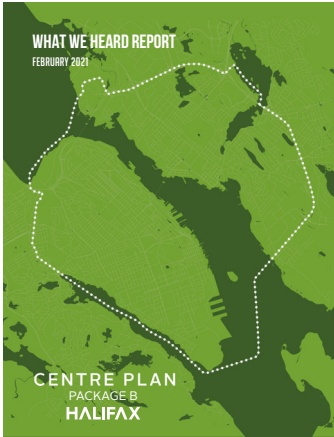 WHAT WE HEARD REPORT
FEBRUARY 2021
CENTRE PLAN
PACKAGE B
HALIFAX